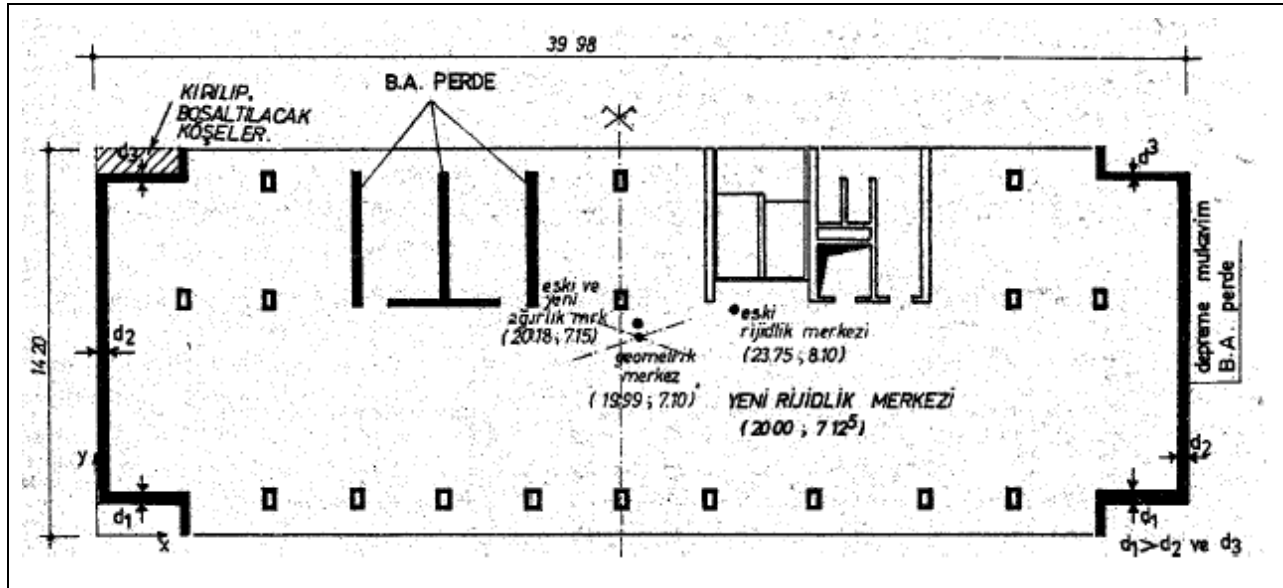 39 98
B.A. PERDE
KIRILIP,
BOŞALTILACAK
KÖŞELER.
d3
d3
depreme mukavim
B.A. perde
eski ve
yeni
ağırlık mrk
(20.18 ; 7.15)
eski
rijidlik merkezi
(23.75 ; 8.10)
geometrik
merkez
(19.99 ; 7.10)
YENİ RİJİDLİK MERKEZİ
(20.00 ; 7.12⁵)
14.20
d2
d2
y
x
d1
d1
d1>d2 ve d3